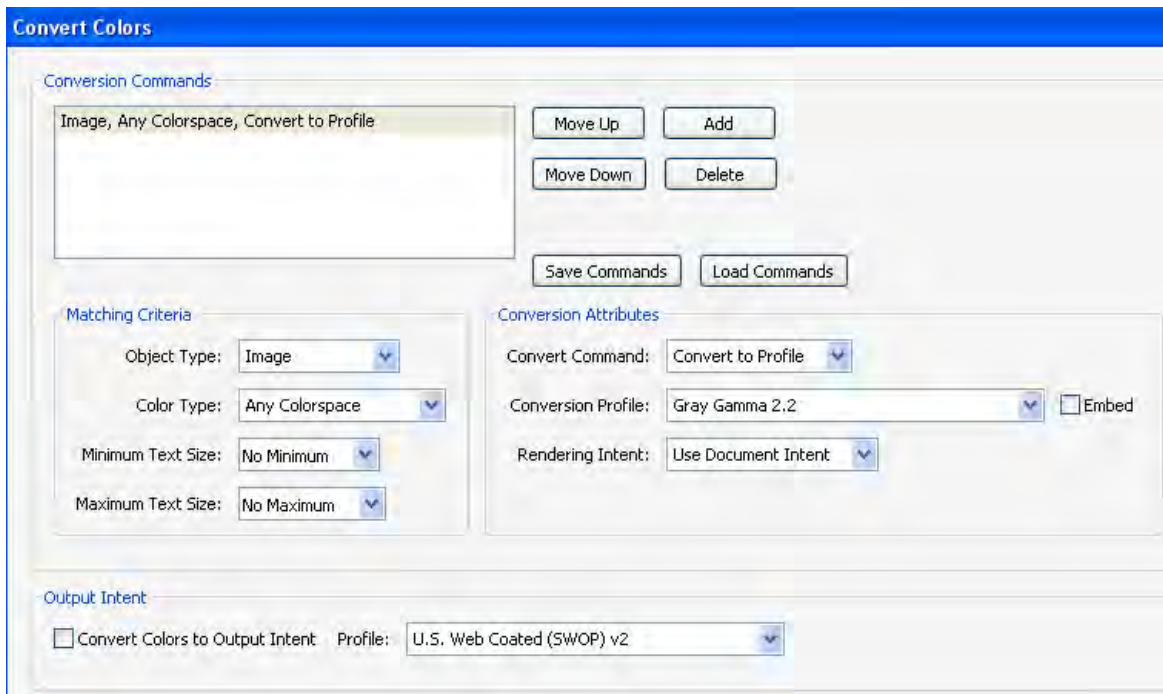 Convert Colors
Conversion Commands
Image, Any Colorspace, Convert to Profile
Move Up
Add
Move Down
Delete
Save Commands
Load Commands
Matching Criteria
Object Type: Image
Color Type: Any Colorspace
Minimum Text Size: No Minimum
Maximum Text Size: No Maximum
Conversion Attributes
Convert Command: Convert to Profile
Conversion Profile: Gray Gamma 2.2 Embed
Rendering Intent: Use Document Intent
Output Intent
Convert Colors to Output Intent Profile: U.S. Web Coated (SWOP) v2